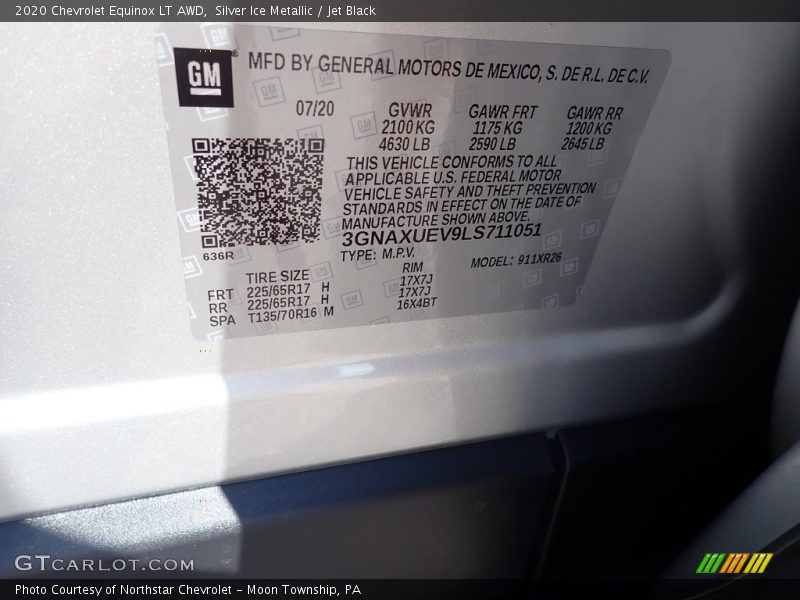 2020 Chevrolet Equinox LT AWD, Silver Ice Metallic / Jet Black
GM
MFD BY GENERAL MOTORS DE MEXICO, S. DE R.L. DE C.V.
07/20 GVWR GAWR FRT GAWR RR
2100 KG 1175 KG 1200 KG
4630 LB 2590 LB 2645 LB
THIS VEHICLE CONFORMS TO ALL
APPLICABLE U.S. FEDERAL MOTOR
VEHICLE SAFETY AND THEFT PREVENTION
STANDARDS IN EFFECT ON THE DATE OF
MANUFACTURE SHOWN ABOVE.
3GNAXUEV9LS711051
636R
TYPE: M.P.V. MODEL: 911XR26
TIRE SIZE RIM
FRT 225/65R17 H 17X7J
RR 225/65R17 H 17X7J
SPA T135/70R16 M 16X4BT
GTCARLOT.COM
Photo Courtesy of Northstar Chevrolet - Moon Township, PA